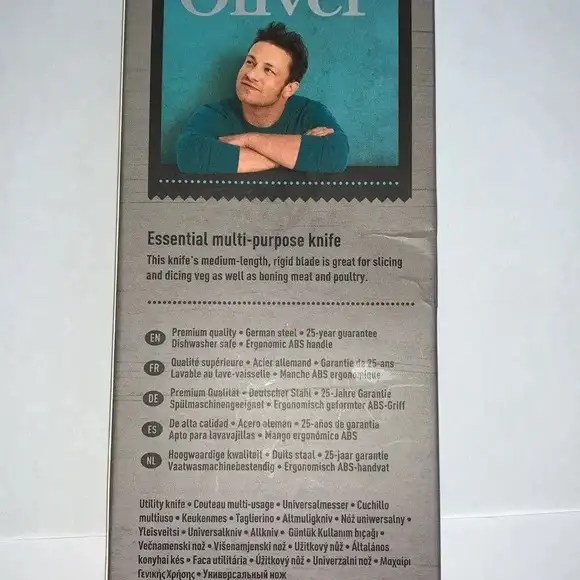 Oliver
Essential multi-purpose knife
This knife's medium-length, rigid blade is great for slicing
and dicing veg as well as boning meat and poultry.
EN
Premium quality • German steel • 25-year guarantee
Dishwasher safe • Ergonomic ABS handle
FR
Qualité supérieure • Acier allemand • Garantie de 25-ans
Lavable au lave-vaisselle • Manche ABS ergonomique
DE
Premium Qualität • Deutscher Stahl • 25-Jahre Garantie
Spülmaschinengeeignet • Ergonomisch geformter ABS-Griff
ES
De alta calidad • Acero alemán • 25-años de garantía
Apto para lavavajillas • Mango ergonómico ABS
NL
Hoogwaardige kwaliteit • Duits staal • 25-jaar garantie
Vaatwasmachinebestendig • Ergonomisch ABS-handvat
Utility knife • Couteau multi-usage • Universalmesser • Cuchillo
multiuso • Keukenmes • Taglierino • Altmuligkniv • Nóż uniwersalny •
Yleisveitsi • Universalkniv • Allkniv • Günlük Kullanım bıçağı •
Večnamenski nož • Višenamjenski nož • Užitkový nůž • Általános
konyhai kés • Faca utilitária • Úžitkový nôž • Univerzalni nož • Μαχαίρι
Γενικής Χρήσης • Универсальный нож